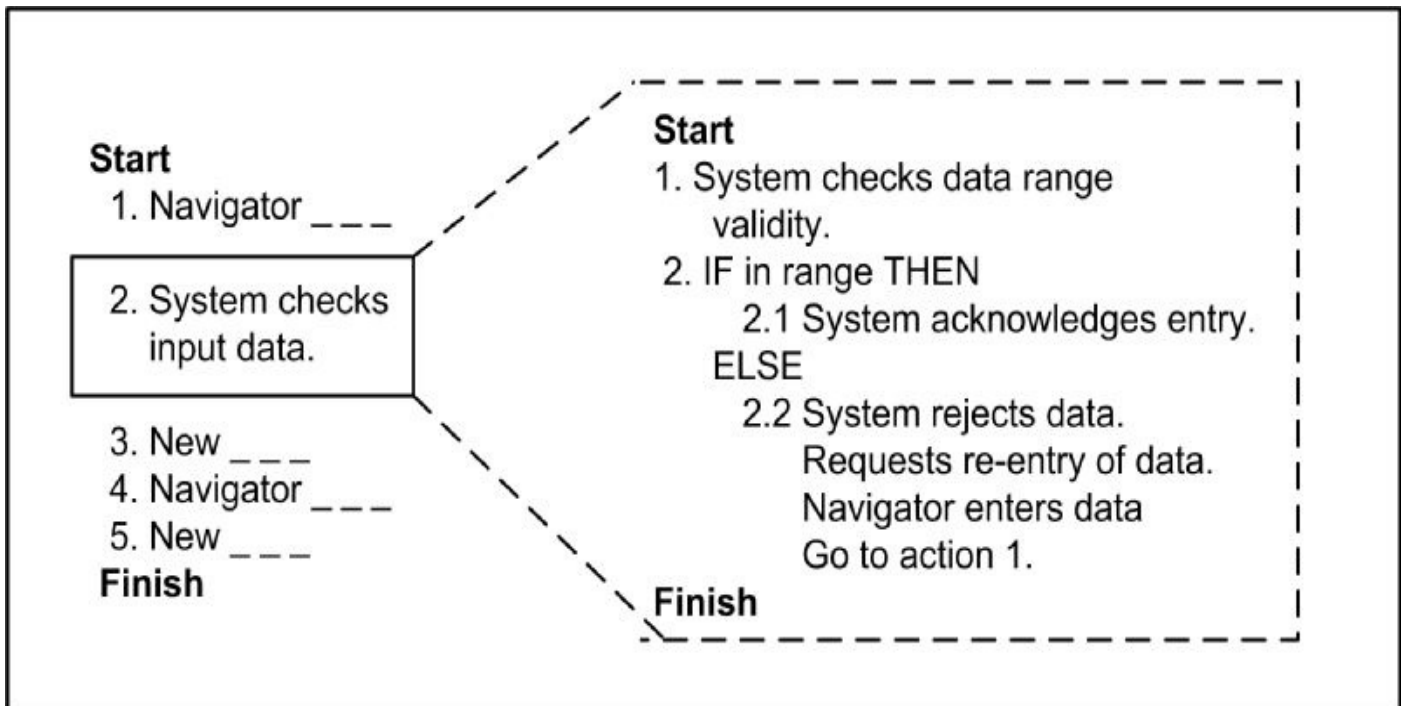 Start
1. Navigator _ _ _
2. System checks
input data.
3. New _ _ _
4. Navigator _ _ _
5. New _ _ _
Finish
Start
1. System checks data range
validity.
2. IF in range THEN
2.1 System acknowledges entry.
ELSE
2.2 System rejects data.
Requests re-entry of data.
Navigator enters data
Go to action 1.
Finish